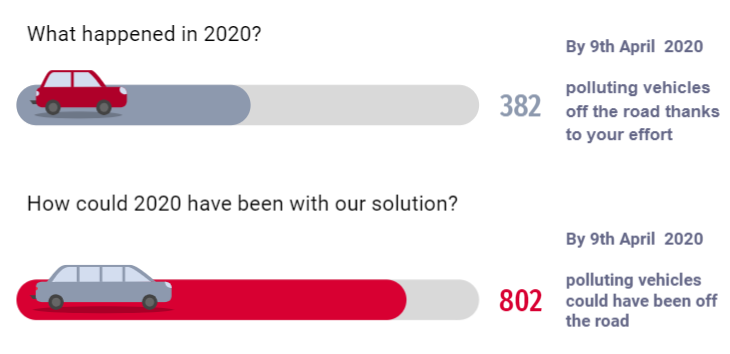 What happened in 2020?
By 9th April 2020
382
polluting vehicles
off the road thanks
to your effort
How could 2020 have been with our solution?
By 9th April 2020
802
polluting vehicles
could have been off
the road